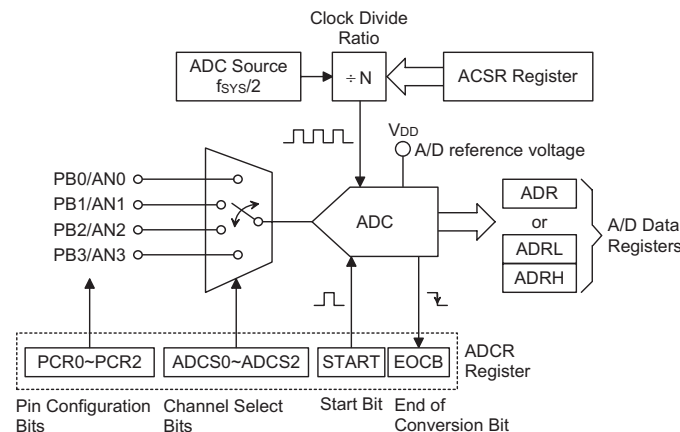 Clock Divide
Ratio
ADC Source
fSYS/2
÷ N
ACSR Register
VDD
A/D reference voltage
PB0/AN0
PB1/AN1
PB2/AN2
PB3/AN3
ADC
ADR
or
ADRL
ADRH
A/D Data
Registers
PCR0~PCR2
ADCS0~ADCS2
START
EOCB
ADCR
Register
Pin Configuration
Bits
Channel Select
Bits
Start Bit
End of
Conversion Bit